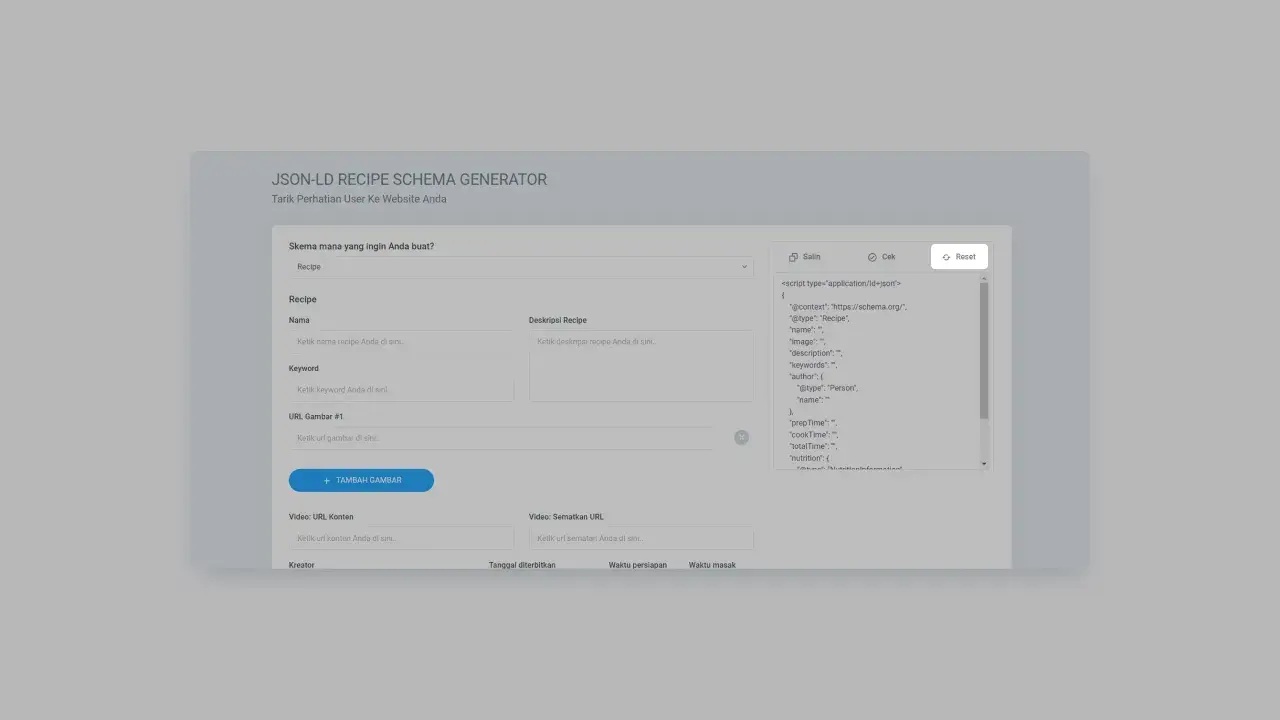 JSON-LD RECIPE SCHEMA GENERATOR
Tarik Perhatian User Ke Website Anda
Skema mana yang ingin Anda buat?
Recipe
Recipe
Nama
Deskripsi Recipe
Ketik nama recipe Anda di sini..
Ketik deskripsi recipe Anda di sini..
Keyword
Ketik keyword Anda di sini..
URL Gambar #1
Ketik url gambar di sini..
+ TAMBAH GAMBAR
Video: URL Konten
Video: Sematkan URL
Ketik url konten Anda di sini..
Ketik url sematan Anda di sini..
Kreator
Tanggal diterbitkan
Waktu persiapan
Waktu masak
Salin
Cek
Reset
<script type="application/ld+json">
{
"@context": "https://schema.org/",
"@type": "Recipe",
"name": "",
"image": "",
"description": "",
"keywords": "",
"author": {
"@type": "Person",
"name": ""
},
"prepTime": "",
"cookTime": "",
"totalTime": "",
"nutrition": {
"@type": "NutritionInformation",